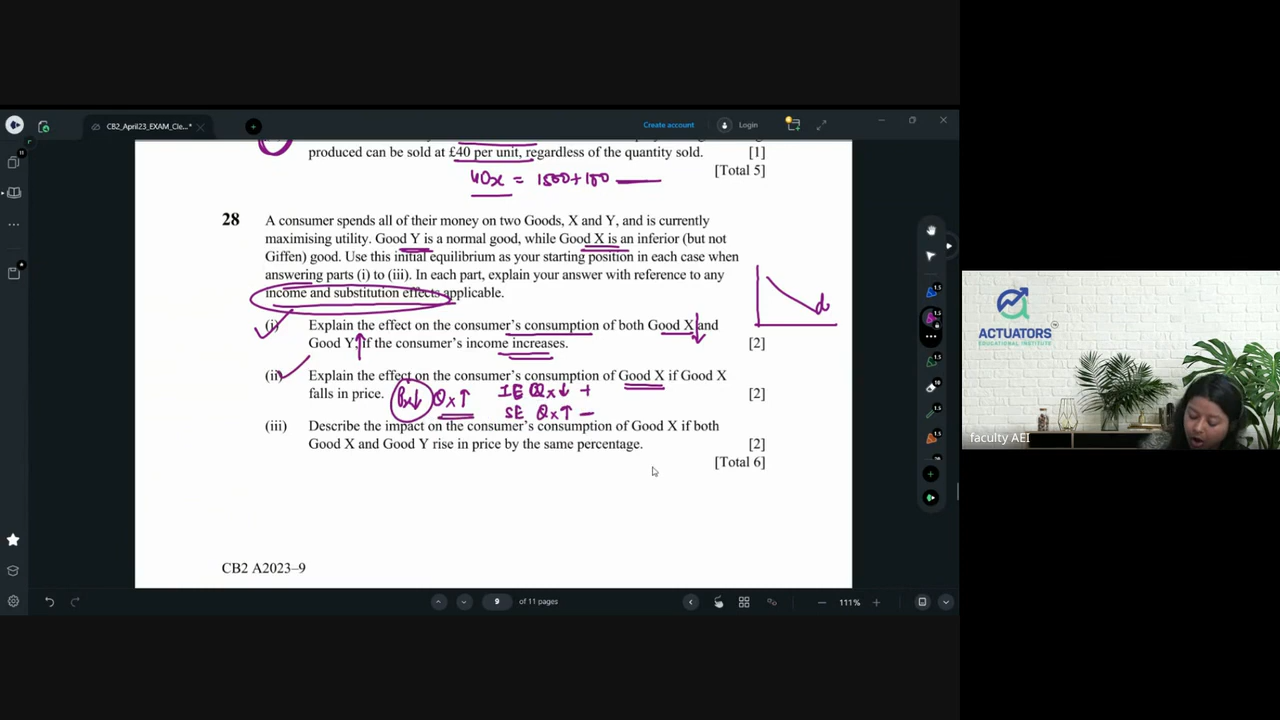 CB2_April23_EXAM_Cle...*
Create account
Login
produced can be sold at £40 per unit, regardless of the quantity sold. [1]
[Total 5]
40x = 1500+100
28 A consumer spends all of their money on two Goods, X and Y, and is currently
maximising utility. Good Y is a normal good, while Good X is an inferior (but not
Giffen) good. Use this initial equilibrium as your starting position in each case when
answering parts (i) to (iii). In each part, explain your answer with reference to any
income and substitution effects applicable.
d
(i) Explain the effect on the consumer's consumption of both Good X and
Good Y, if the consumer's income increases. [2]
(ii) Explain the effect on the consumer's consumption of Good X if Good X
falls in price. [2]
Px↓ Qx↑ IE Qx↓ +
SE Qx↑ −
(iii) Describe the impact on the consumer's consumption of Good X if both
Good X and Good Y rise in price by the same percentage. [2]
[Total 6]
CB2 A2023–9
9 of 11 pages
111%
ACTUATORS
EDUCATIONAL INSTITUTE
faculty AEI